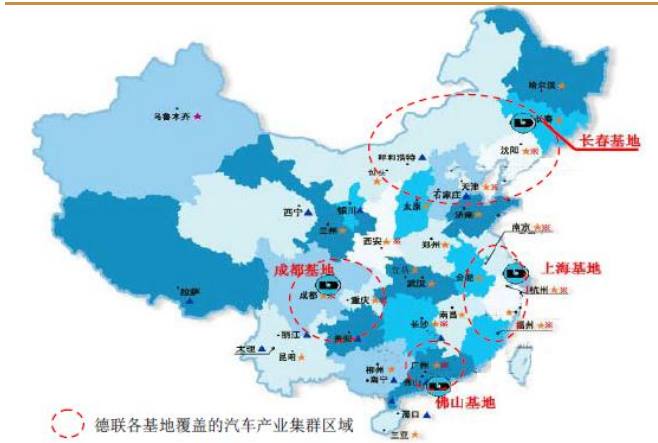 哈尔滨
乌鲁木齐
长春
长春基地
沈阳
呼和浩特
天津
石家庄
太原
济南
西宁
银川
兰州
西安
郑州
南京
成都基地
上海基地
合肥
武汉
拉萨
成都
重庆
杭州
南昌
长沙
丽江
贵阳
福州
大理
昆明
柳州
广州
南宁
佛山基地
海口
三亚
德联各基地覆盖的汽车产业集群区域